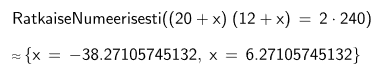 RatkaiseNumeerisesti((20 + x) (12 + x) = 2 · 240)
≈ {x = −38.27105745132, x = 6.27105745132}